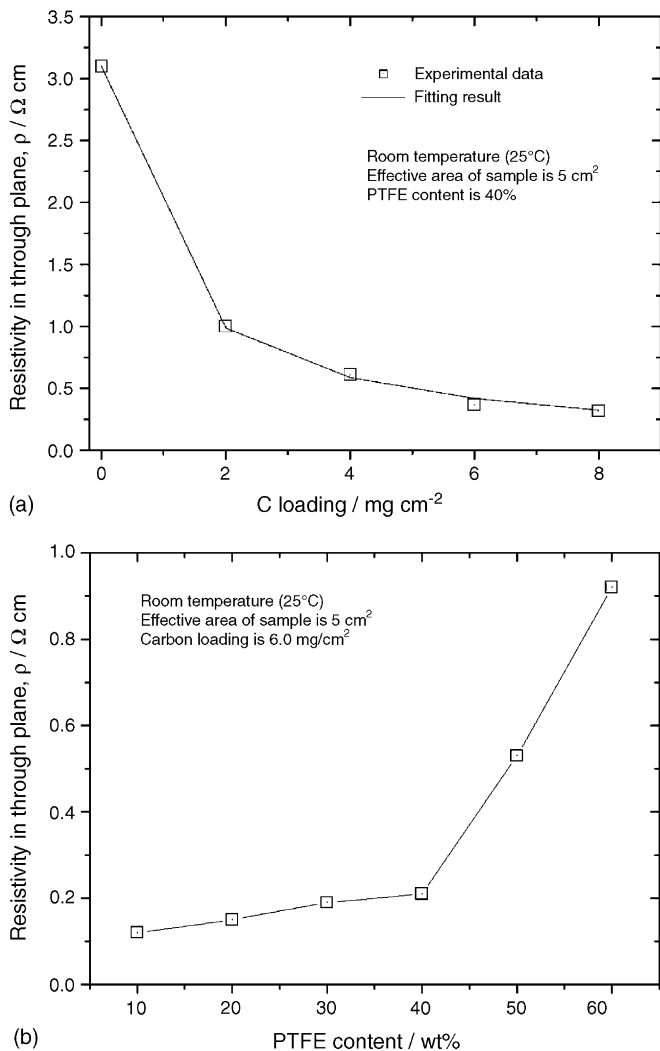 3.5
3.0
2.5
2.0
1.5
1.0
0.5
0.0
Resistivity in through plane, ρ / Ω cm
Experimental data
Fitting result
Room temperature (25°C)
Effective area of sample is 5 cm²
PTFE content is 40%
0 2 4 6 8
C loading / mg cm⁻²
(a)
1.0
0.8
0.6
0.4
0.2
0.0
Resistivity in through plane, ρ / Ω cm
Room temperature (25°C)
Effective area of sample is 5 cm²
Carbon loading is 6.0 mg/cm²
10 20 30 40 50 60
PTFE content / wt%
(b)